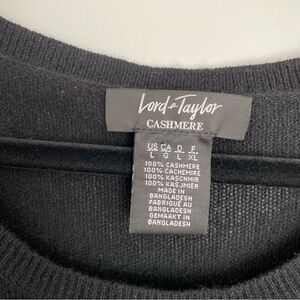 Lord & Taylor
CASHMERE
US CA D F
L G L XL
100% CASHMERE
100% CACHEMIRE
100% KASCHMIR
100% KASJMIER
MADE IN
BANGLADESH
FABRIQUÉ AU
BANGLADESH
GEMAAKT IN
BANGLADESH